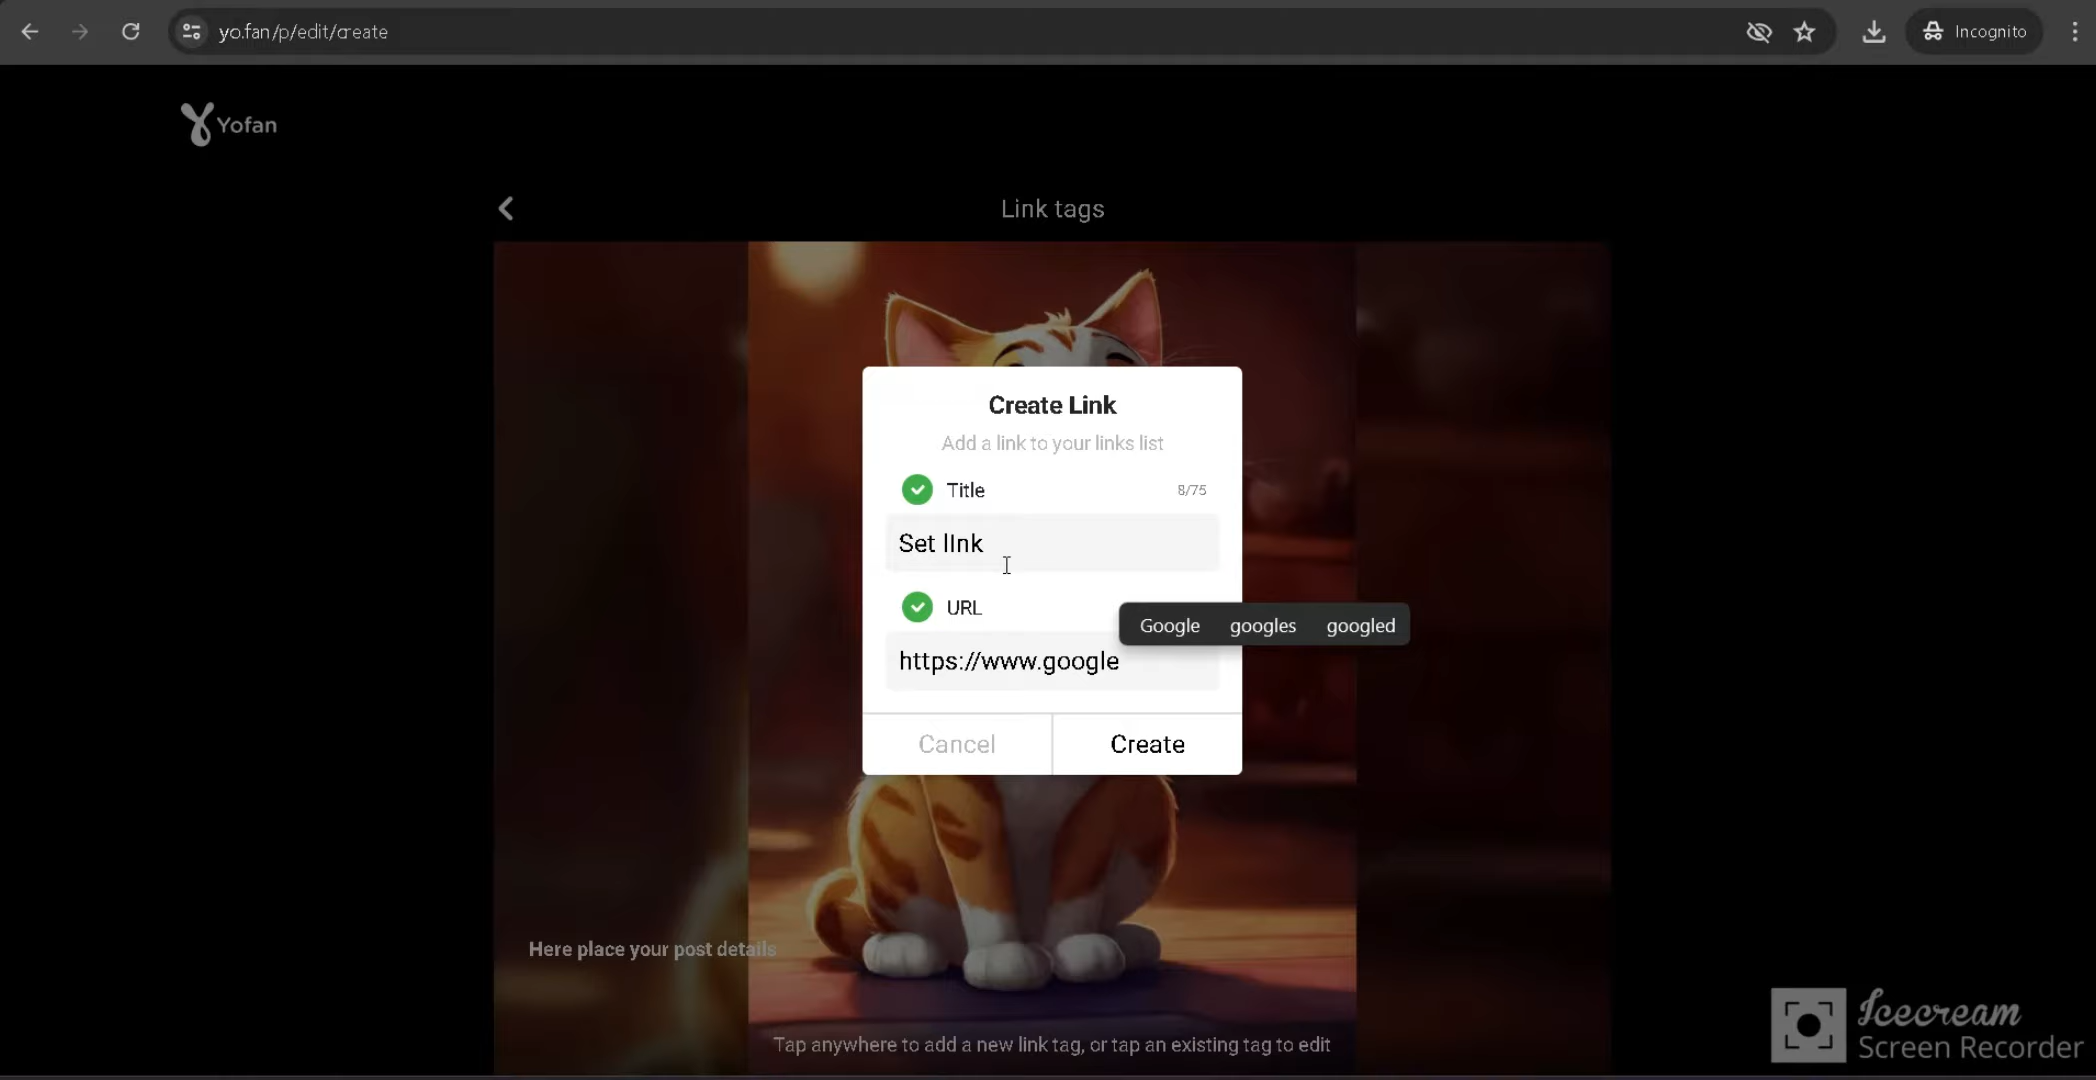 yo.fan/p/edit/create
Incognito
Yofan
Link tags
Create Link
Add a link to your links list
Title 8/75
Set lInk
URL
Google googles googled
https://www.google
Cancel Create
Here place your post details
Tap anywhere to add a new link tag, or tap an existing tag to edit
Icecream
Screen Recorder